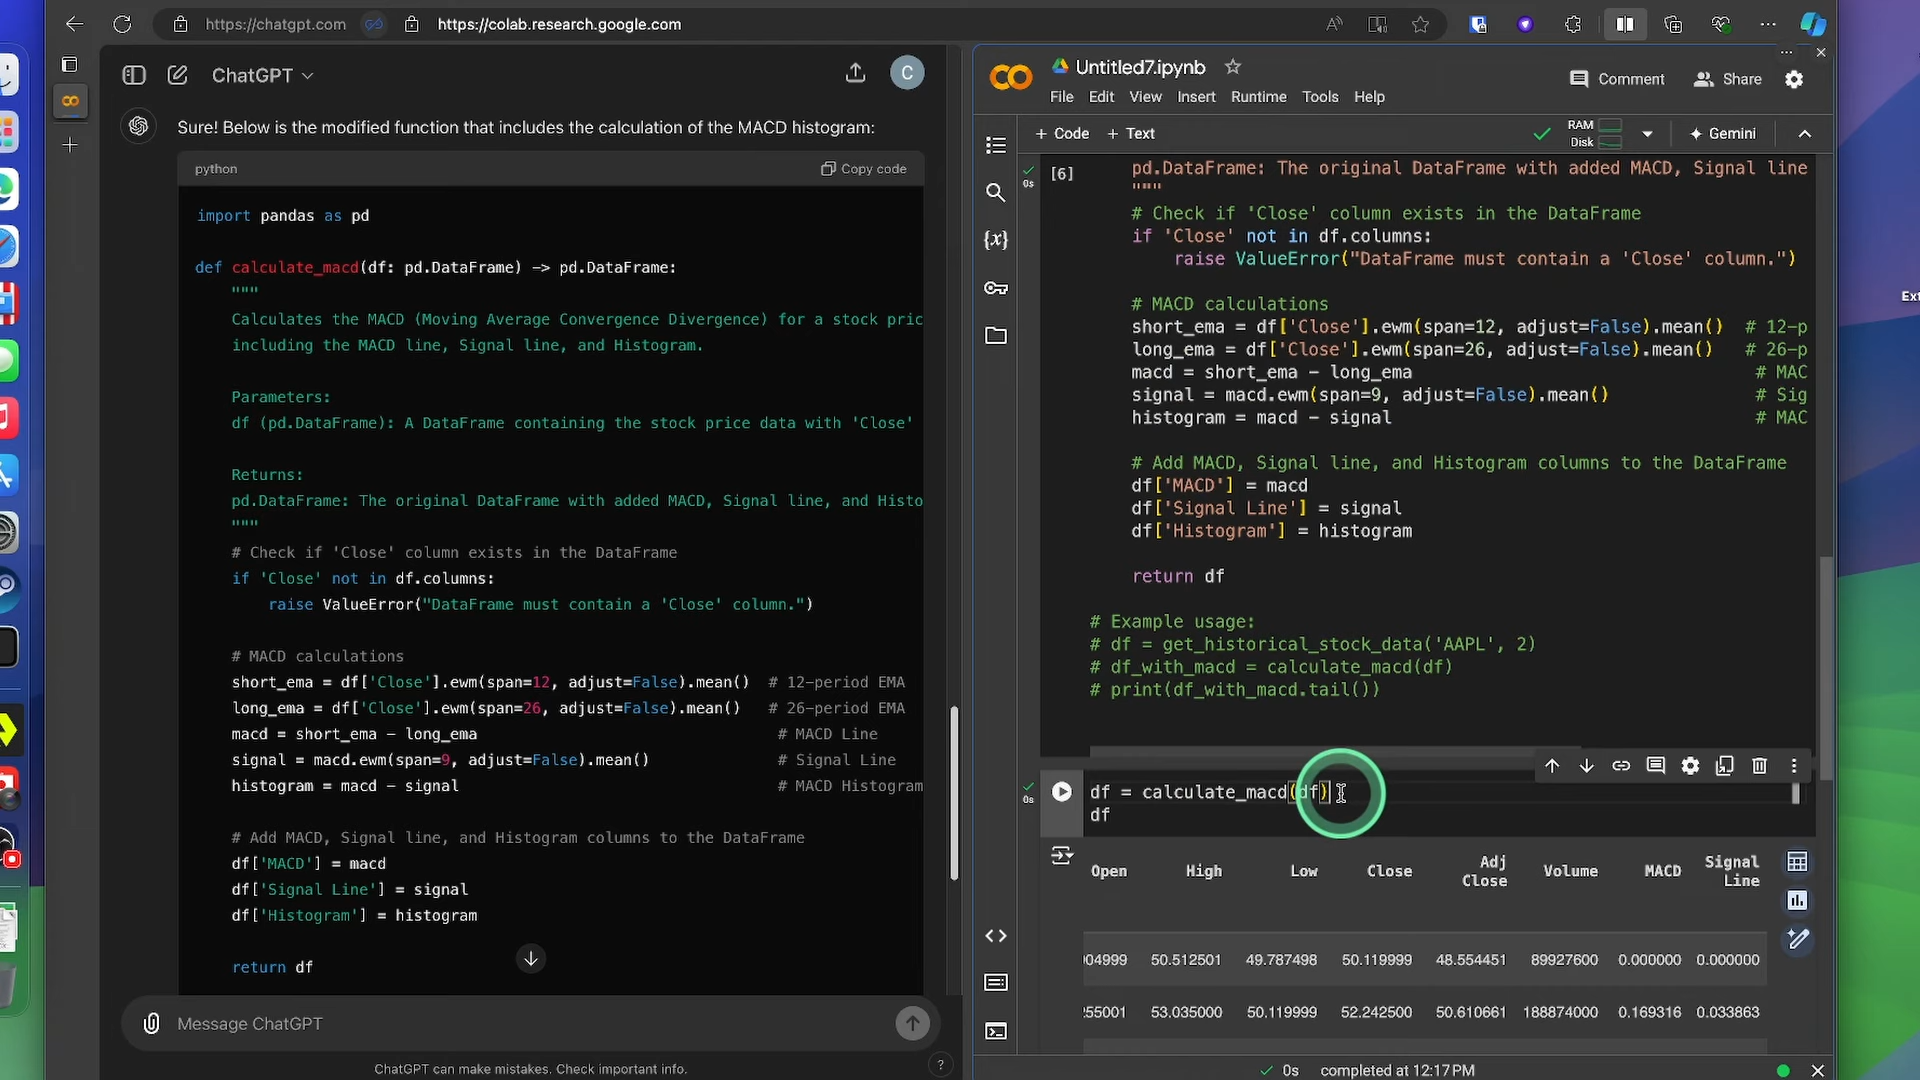 https://chatgpt.com
https://colab.research.google.com
ChatGPT
C
Sure! Below is the modified function that includes the calculation of the MACD histogram:
python
Copy code
import pandas as pd
def calculate_macd(df: pd.DataFrame) -> pd.DataFrame:
"""
Calculates the MACD (Moving Average Convergence Divergence) for a stock pric
including the MACD line, Signal line, and Histogram.
Parameters:
df (pd.DataFrame): A DataFrame containing the stock price data with 'Close'
Returns:
pd.DataFrame: The original DataFrame with added MACD, Signal line, and Histo
"""
# Check if 'Close' column exists in the DataFrame
if 'Close' not in df.columns:
raise ValueError("DataFrame must contain a 'Close' column.")
# MACD calculations
short_ema = df['Close'].ewm(span=12, adjust=False).mean()  # 12-period EMA
long_ema = df['Close'].ewm(span=26, adjust=False).mean()  # 26-period EMA
macd = short_ema - long_ema  # MACD Line
signal = macd.ewm(span=9, adjust=False).mean()  # Signal Line
histogram = macd - signal  # MACD Histogram
# Add MACD, Signal line, and Histogram columns to the DataFrame
df['MACD'] = macd
df['Signal Line'] = signal
df['Histogram'] = histogram
return df
Message ChatGPT
ChatGPT can make mistakes. Check important info.
?
Untitled7.ipynb
Comment
Share
File Edit View Insert Runtime Tools Help
+ Code + Text
RAM
Disk
Gemini
[6]
0s
pd.DataFrame: The original DataFrame with added MACD, Signal line
"""
# Check if 'Close' column exists in the DataFrame
if 'Close' not in df.columns:
raise ValueError("DataFrame must contain a 'Close' column.")
# MACD calculations
short_ema = df['Close'].ewm(span=12, adjust=False).mean()  # 12-p
long_ema = df['Close'].ewm(span=26, adjust=False).mean()  # 26-p
macd = short_ema - long_ema  # MAC
signal = macd.ewm(span=9, adjust=False).mean()  # Sig
histogram = macd - signal  # MAC
# Add MACD, Signal line, and Histogram columns to the DataFrame
df['MACD'] = macd
df['Signal Line'] = signal
df['Histogram'] = histogram
return df
# Example usage:
# df = get_historical_stock_data('AAPL', 2)
# df_with_macd = calculate_macd(df)
# print(df_with_macd.tail())
0s
df = calculate_macd(df)
df
Open High Low Close Adj Close Volume MACD Signal Line
04999 50.512501 49.787498 50.119999 48.554451 89927600 0.000000 0.000000
255001 53.035000 50.119999 52.242500 50.610661 188874000 0.169316 0.033863
0s completed at 12:17 PM
Ext